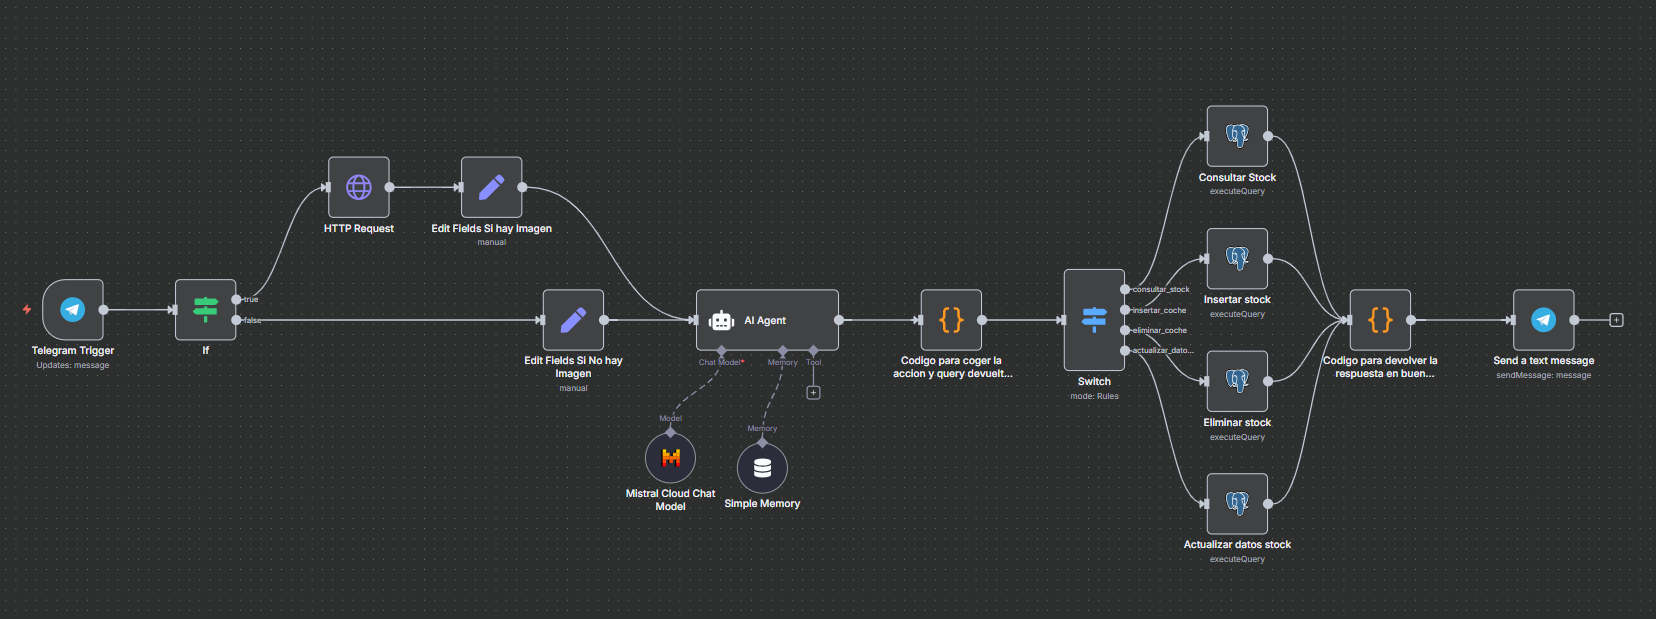 HTTP Request
Edit Fields Si hay Imagen
manual
Telegram Trigger
Updates: message
If
true
false
Edit Fields Si No hay
Imagen
manual
AI Agent
Chat Model*
Memory
Tool
Model
Mistral Cloud Chat
Model
Memory
Simple Memory
Codigo para coger la
accion y query devuelt...
Switch
mode: Rules
consultar_stock
insertar_coche
eliminar_coche
actualizar_dato...
Consultar Stock
executeQuery
Insertar stock
executeQuery
Eliminar stock
executeQuery
Actualizar datos stock
executeQuery
Codigo para devolver la
respuesta en buen...
Send a text message
sendMessage: message